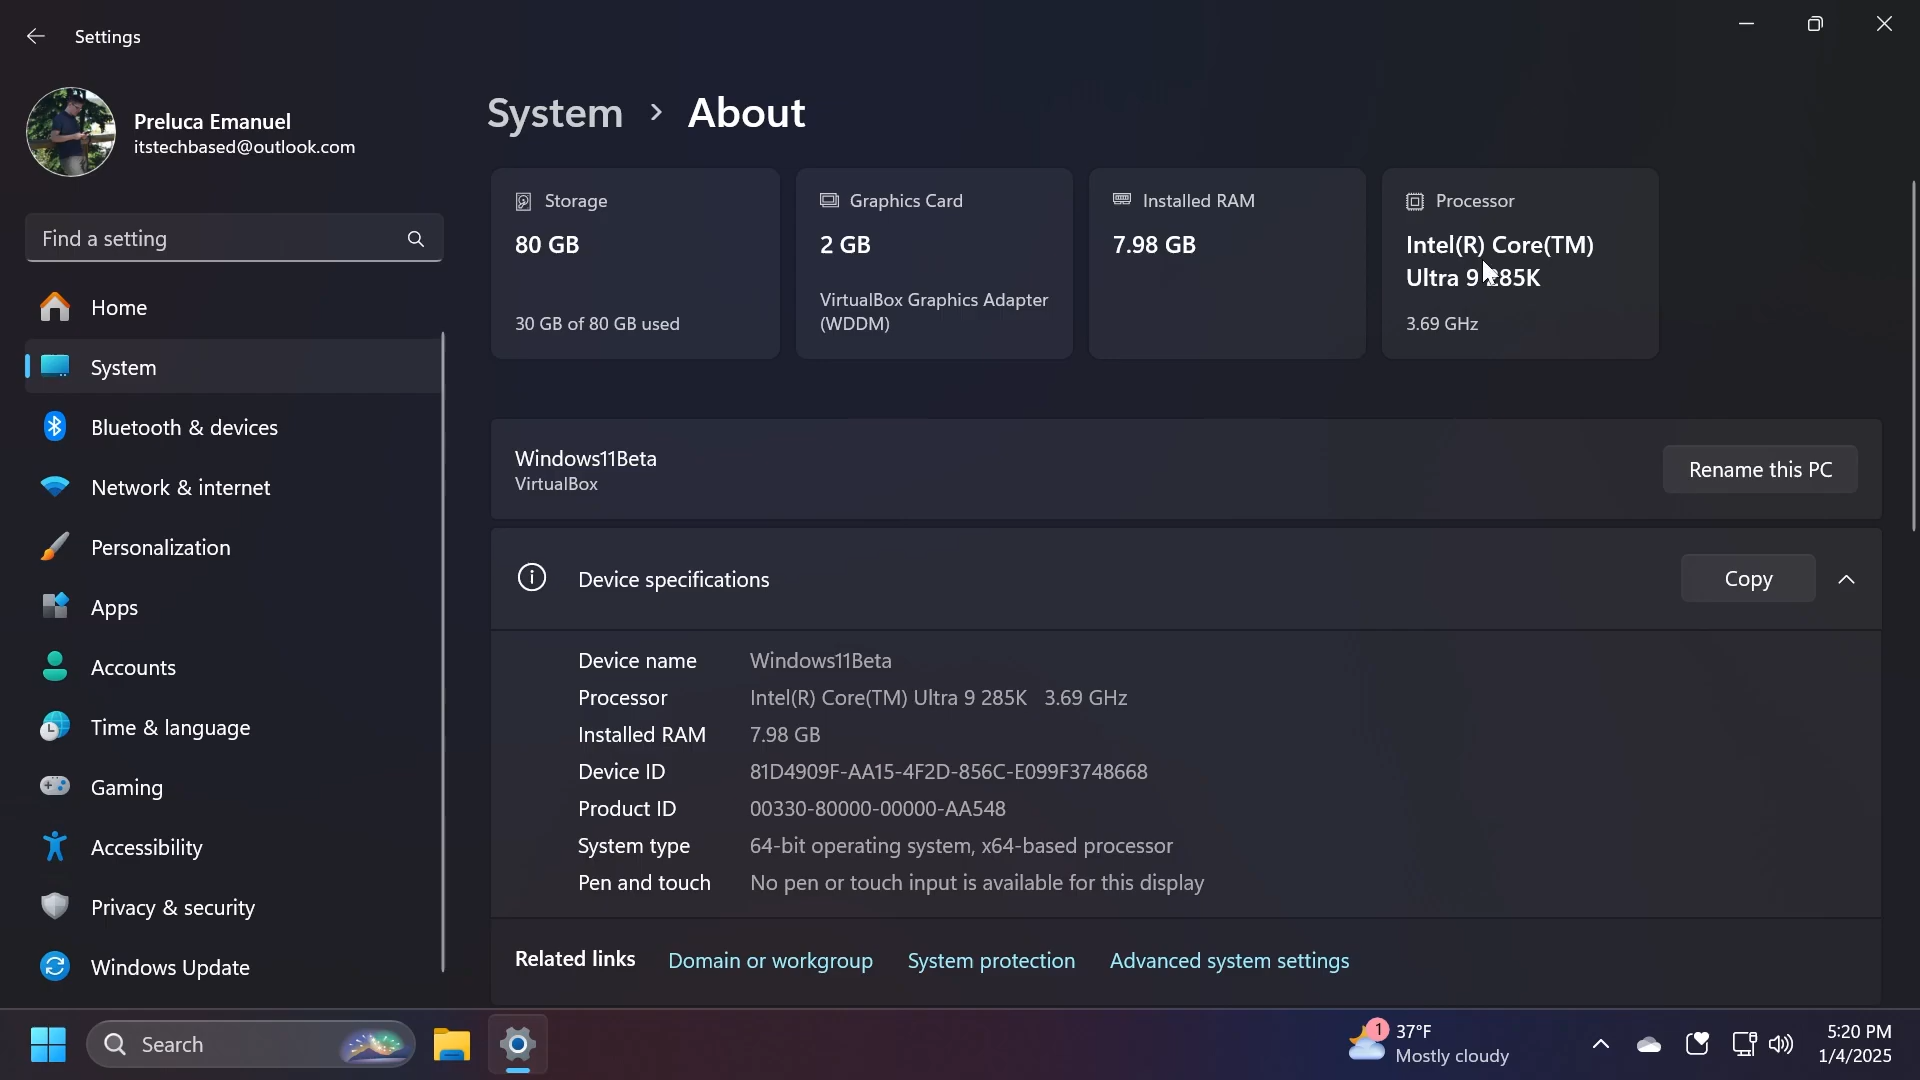 Settings
Preluca Emanuel
itstechbased@outlook.com
Find a setting
Home
System
Bluetooth & devices
Network & internet
Personalization
Apps
Accounts
Time & language
Gaming
Accessibility
Privacy & security
Windows Update
System > About
Storage
80 GB
30 GB of 80 GB used
Graphics Card
2 GB
VirtualBox Graphics Adapter
(WDDM)
Installed RAM
7.98 GB
Processor
Intel(R) Core(TM)
Ultra 9 285K
3.69 GHz
Windows11Beta
VirtualBox
Rename this PC
Device specifications
Copy
Device name Windows11Beta
Processor Intel(R) Core(TM) Ultra 9 285K 3.69 GHz
Installed RAM 7.98 GB
Device ID 81D4909F-AA15-4F2D-856C-E099F3748668
Product ID 00330-80000-00000-AA548
System type 64-bit operating system, x64-based processor
Pen and touch No pen or touch input is available for this display
Related links Domain or workgroup System protection Advanced system settings
Search
1
37°F
Mostly cloudy
5:20 PM
1/4/2025